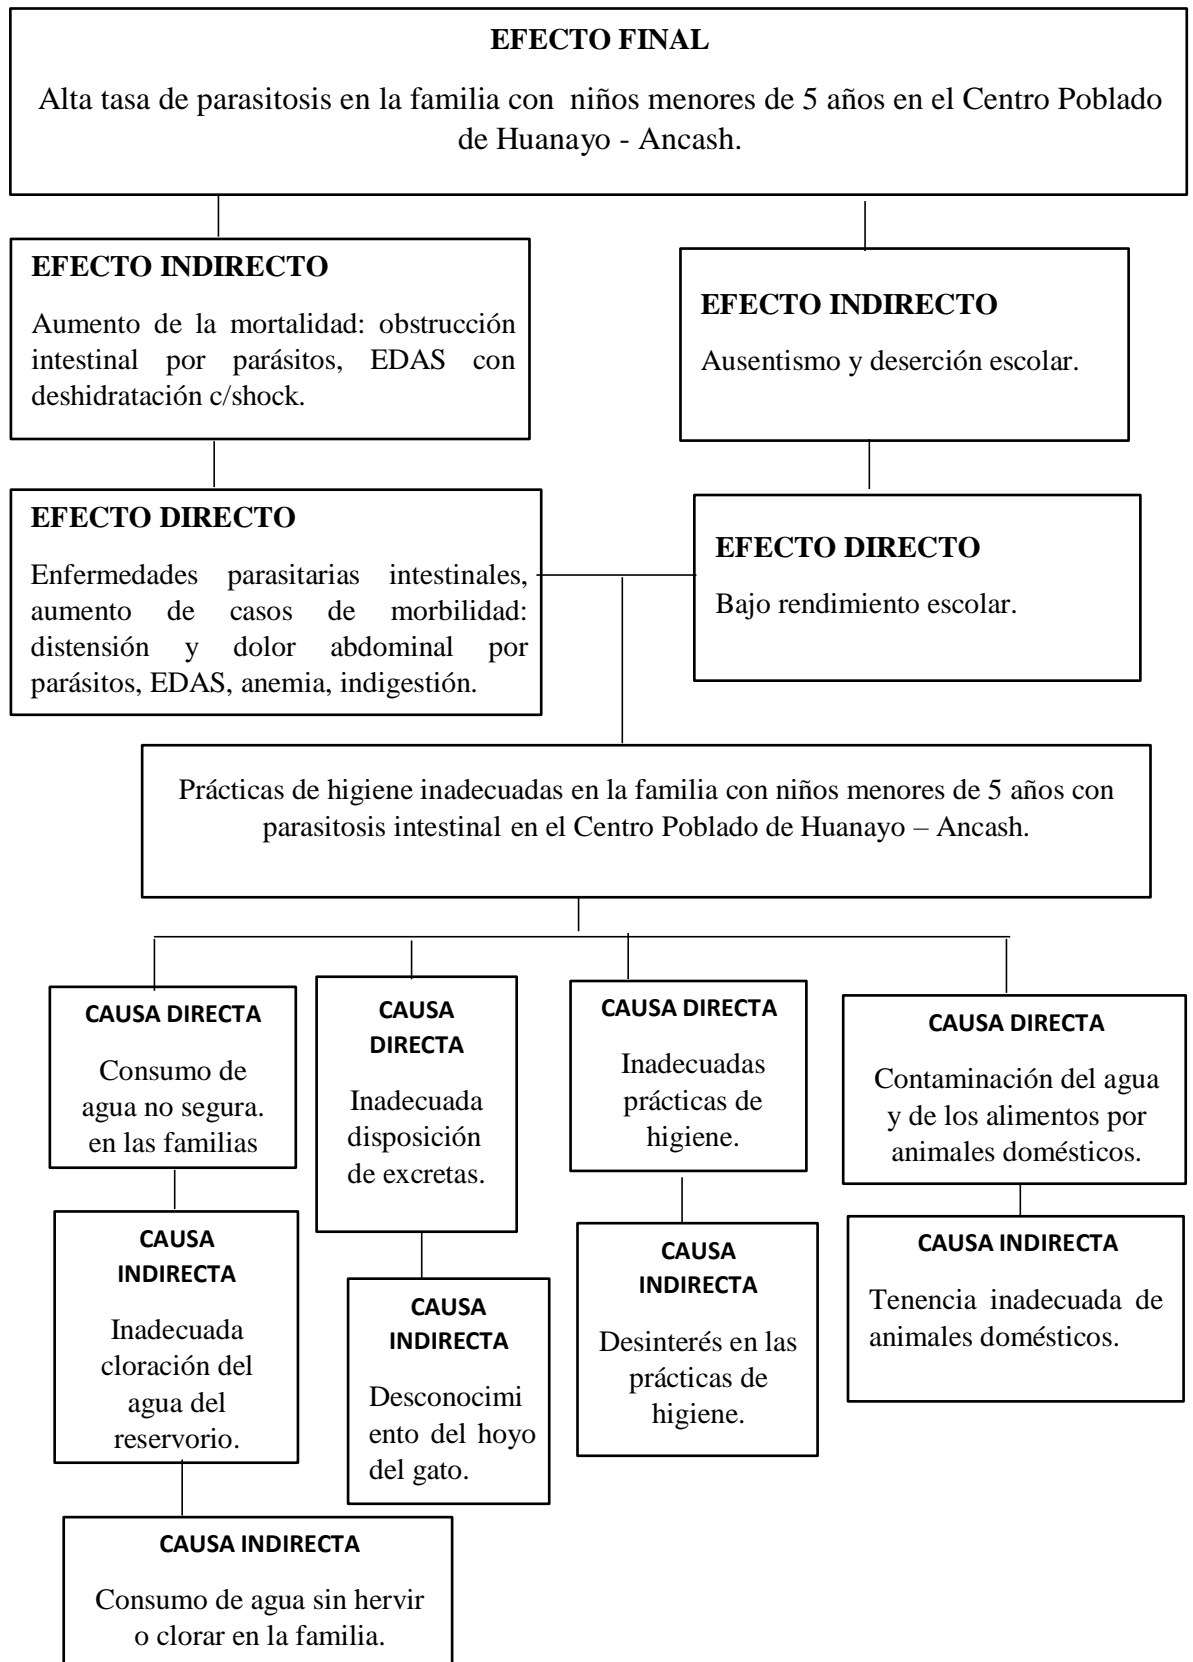 EFECTO FINAL
Alta tasa de parasitosis en la familia con niños menores de 5 años en el Centro Poblado
de Huanayo - Ancash.
EFECTO INDIRECTO
Aumento de la mortalidad: obstrucción
intestinal por parásitos, EDAS con
deshidratación c/shock.
EFECTO INDIRECTO
Ausentismo y deserción escolar.
EFECTO DIRECTO
Enfermedades parasitarias intestinales,
aumento de casos de morbilidad:
distensión y dolor abdominal por
parásitos, EDAS, anemia, indigestión.
EFECTO DIRECTO
Bajo rendimiento escolar.
Prácticas de higiene inadecuadas en la familia con niños menores de 5 años con
parasitosis intestinal en el Centro Poblado de Huanayo – Ancash.
CAUSA DIRECTA
Consumo de
agua no segura.
en las familias
CAUSA
DIRECTA
Inadecuada
disposición
de excretas.
CAUSA DIRECTA
Inadecuadas
prácticas de
higiene.
CAUSA DIRECTA
Contaminación del agua
y de los alimentos por
animales domésticos.
CAUSA
INDIRECTA
Inadecuada
cloración del
agua del
reservorio.
CAUSA
INDIRECTA
Desconocimi
ento del hoyo
del gato.
CAUSA
INDIRECTA
Desinterés en las
prácticas de
higiene.
CAUSA INDIRECTA
Tenencia inadecuada de
animales domésticos.
CAUSA INDIRECTA
Consumo de agua sin hervir
o clorar en la familia.